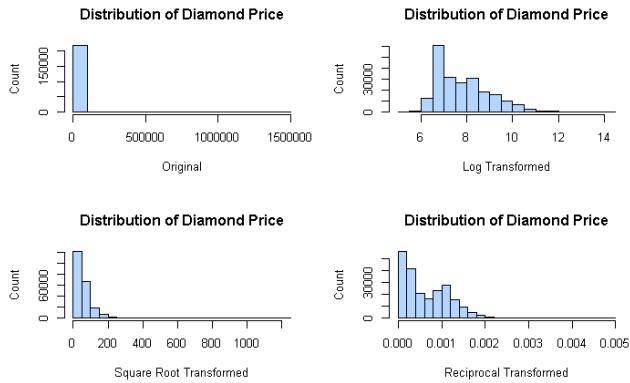 Distribution of Diamond Price
Count
0
150000
0
500000
1000000
1500000
Original
Distribution of Diamond Price
Count
0
30000
6
8
10
12
14
Log Transformed
Distribution of Diamond Price
Count
0
60000
0
200
400
600
800
1000
Square Root Transformed
Distribution of Diamond Price
Count
0
30000
0.000
0.001
0.002
0.003
0.004
0.005
Reciprocal Transformed